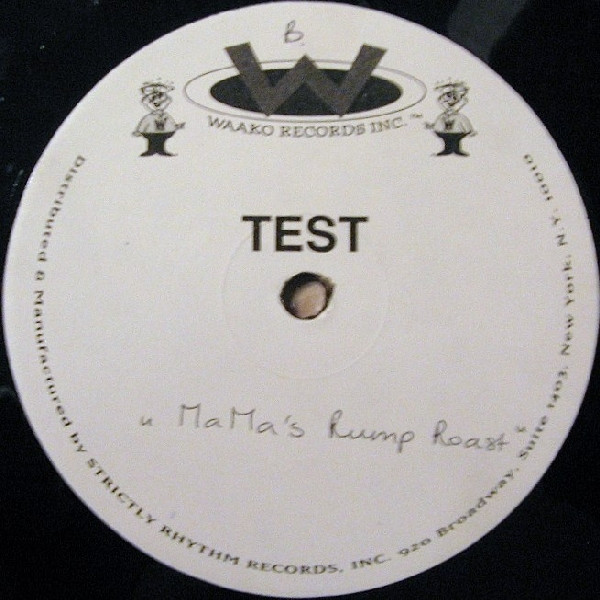 B.
W
WAAKO RECORDS INC.™
TEST
"MaMa's Rump Roast"
Distributed & Manufactured by STRICTLY RHYTHM RECORDS, INC. 920 Broadway, Suite 1403, New York, N.Y. 10010